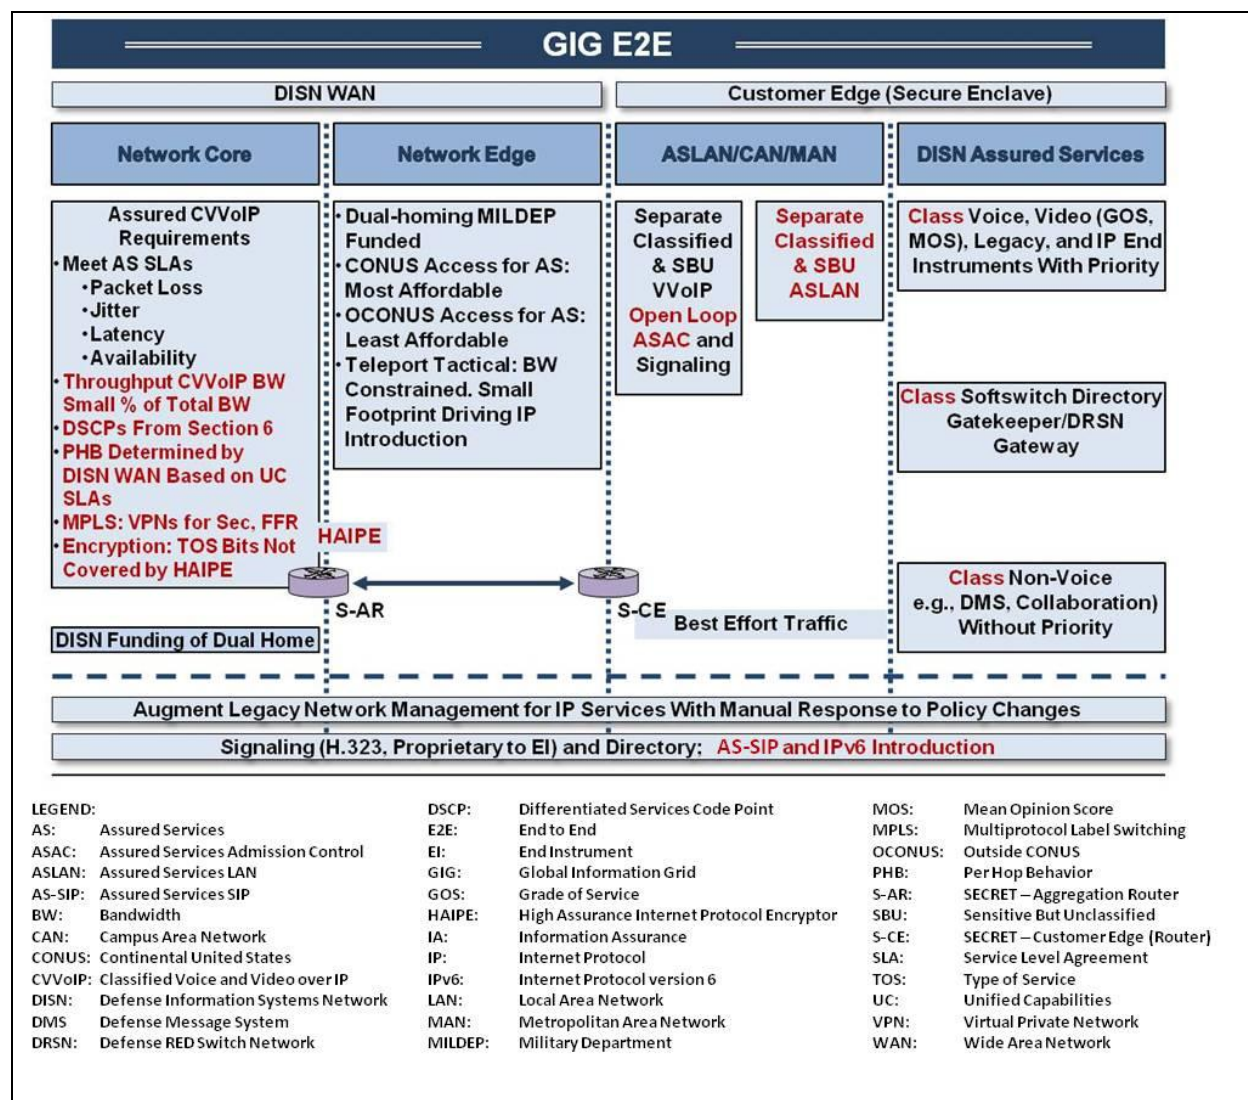 GIG E2E
DISN WAN
Customer Edge (Secure Enclave)
Network Core
Network Edge
ASLAN/CAN/MAN
DISN Assured Services
Assured CVVoIP
Requirements
• Meet AS SLAs
• Packet Loss
• Jitter
• Latency
• Availability
• Throughput CVVoIP BW
Small % of Total BW
• DSCPs From Section 6
• PHB Determined by
DISN WAN Based on UC
SLAs
• MPLS: VPNs for Sec, FFR
• Encryption: TOS Bits Not
Covered by HAIPE
DISN Funding of Dual Home
• Dual-homing MILDEP
Funded
• CONUS Access for AS:
Most Affordable
• OCONUS Access for AS:
Least Affordable
• Teleport Tactical: BW
Constrained. Small
Footprint Driving IP
Introduction
HAIPE
S-AR
S-CE
Separate
Classified
& SBU
VVoIP
Open Loop
ASAC and
Signaling
Separate
Classified
& SBU
ASLAN
Best Effort Traffic
Class Voice, Video (GOS,
MOS), Legacy, and IP End
Instruments With Priority
Class Softswitch Directory
Gatekeeper/DRSN
Gateway
Class Non-Voice
e.g., DMS, Collaboration)
Without Priority
Augment Legacy Network Management for IP Services With Manual Response to Policy Changes
Signaling (H.323, Proprietary to EI) and Directory; AS-SIP and IPv6 Introduction
LEGEND:
AS: Assured Services
ASAC: Assured Services Admission Control
ASLAN: Assured Services LAN
AS-SIP: Assured Services SIP
BW: Bandwidth
CAN: Campus Area Network
CONUS: Continental United States
CVVoIP: Classified Voice and Video over IP
DISN: Defense Information Systems Network
DMS Defense Message System
DRSN: Defense RED Switch Network
DSCP: Differentiated Services Code Point
E2E: End to End
EI: End Instrument
GIG: Global Information Grid
GOS: Grade of Service
HAIPE: High Assurance Internet Protocol Encryptor
IA: Information Assurance
IP: Internet Protocol
IPv6: Internet Protocol version 6
LAN: Local Area Network
MAN: Metropolitan Area Network
MILDEP: Military Department
MOS: Mean Opinion Score
MPLS: Multiprotocol Label Switching
OCONUS: Outside CONUS
PHB: Per Hop Behavior
S-AR: SECRET – Aggregation Router
SBU: Sensitive But Unclassified
S-CE: SECRET – Customer Edge (Router)
SLA: Service Level Agreement
TOS: Type of Service
UC: Unified Capabilities
VPN: Virtual Private Network
WAN: Wide Area Network